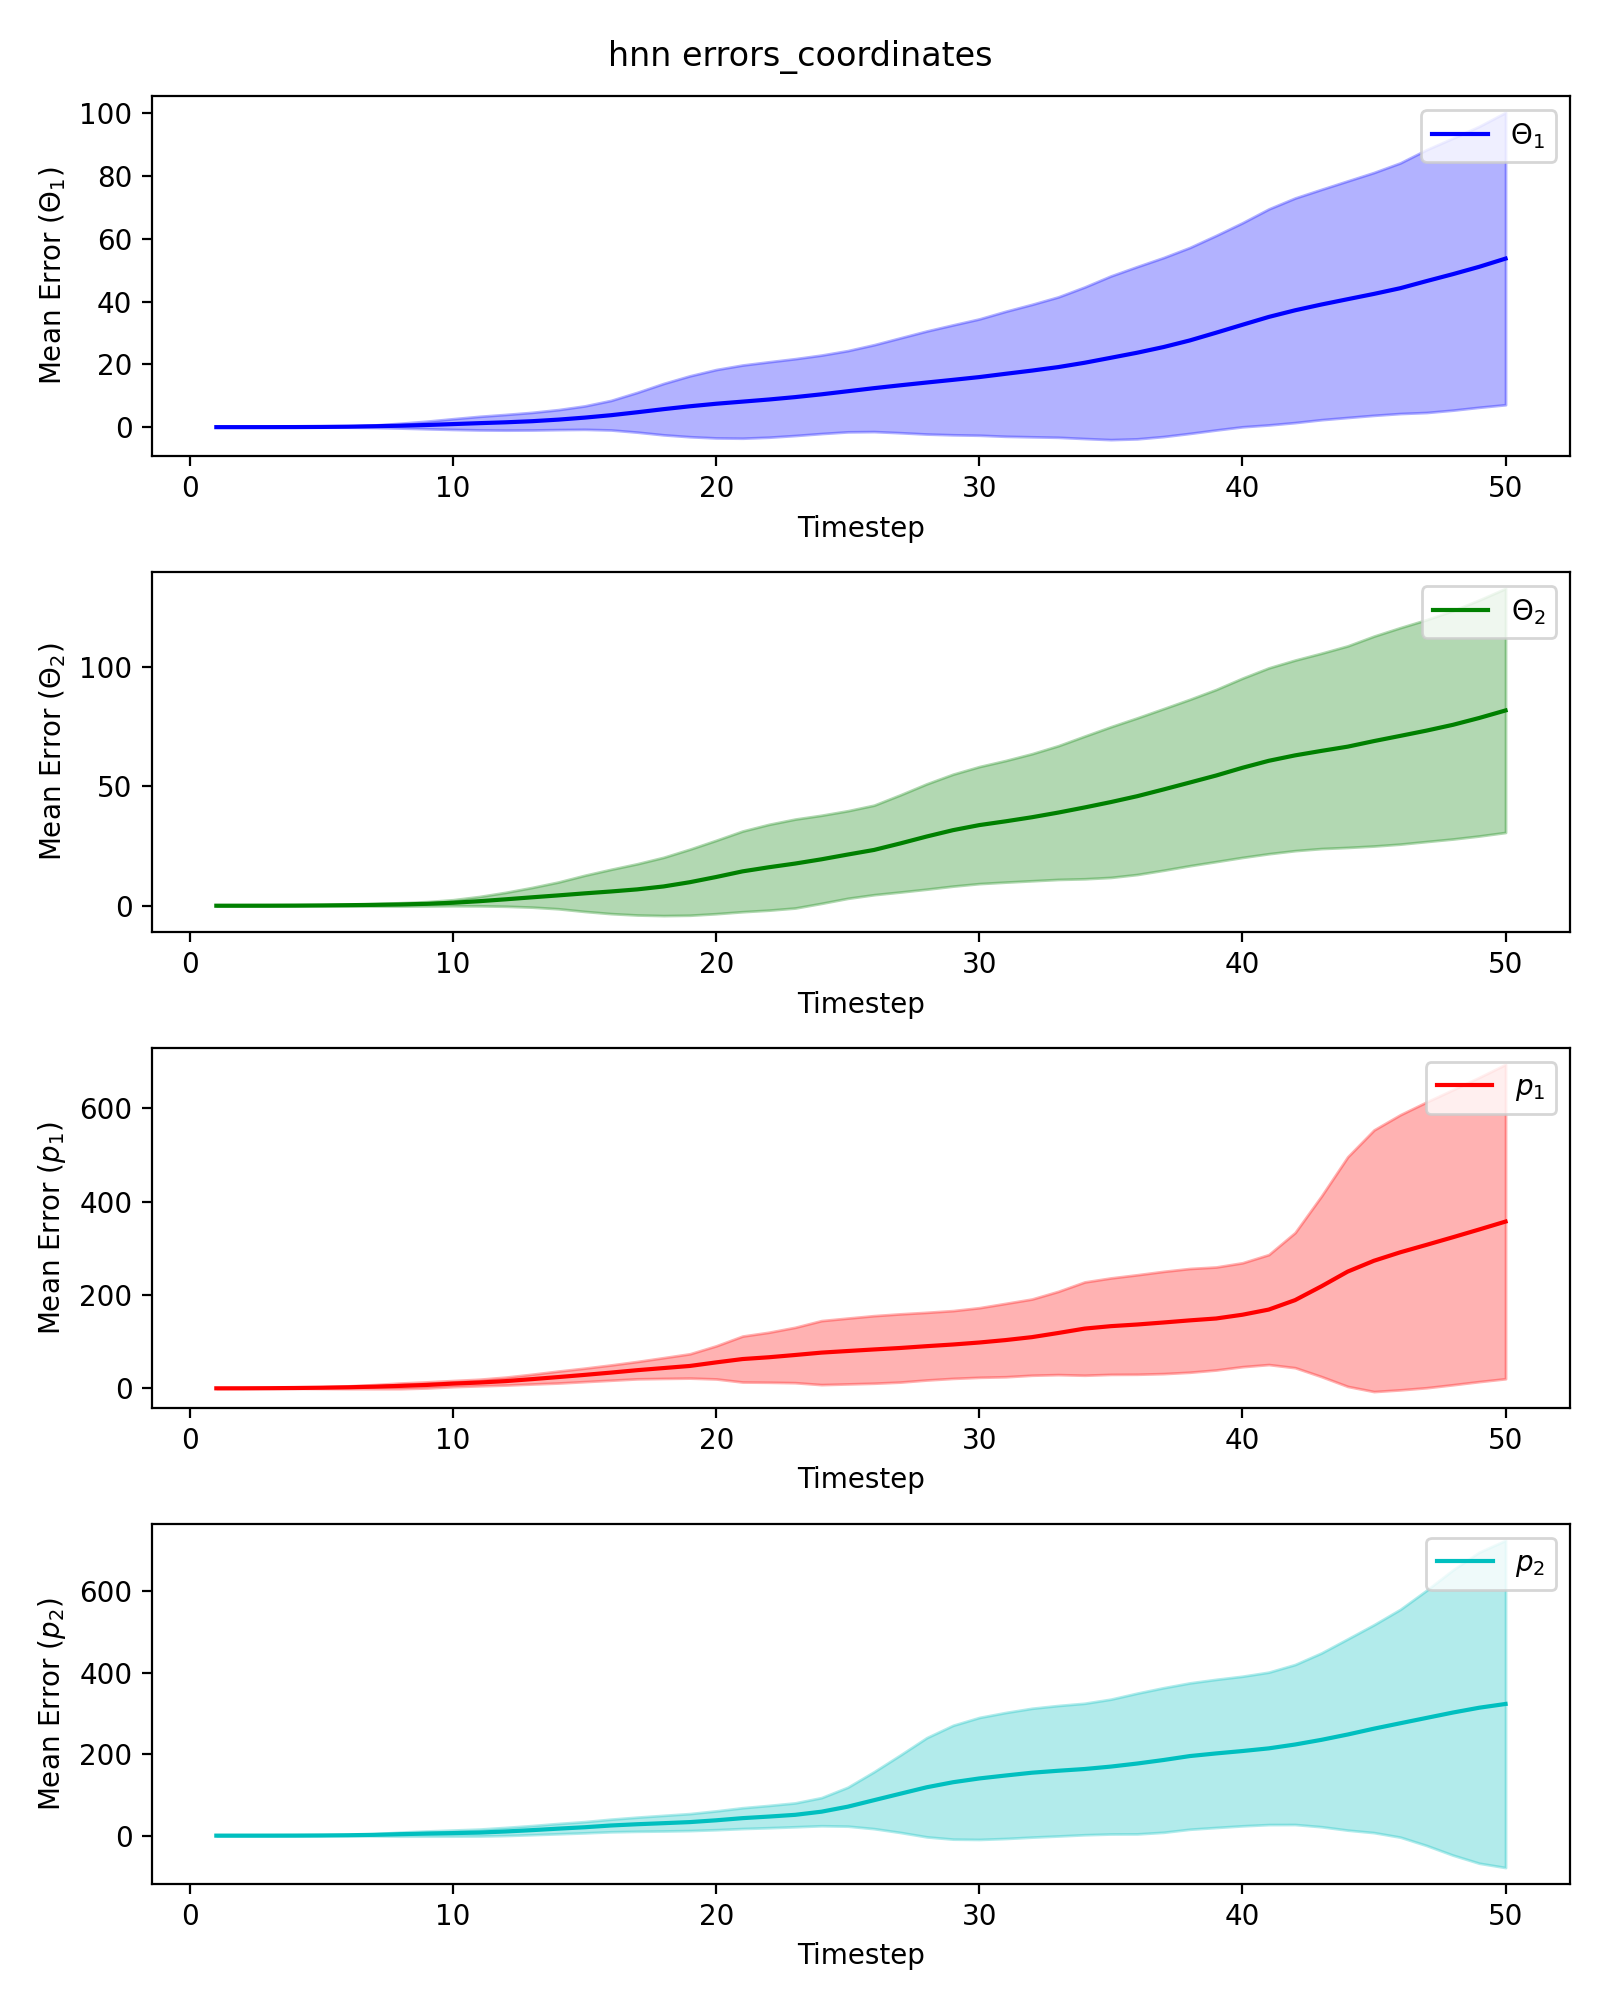 hnn errors_coordinates
Mean Error (Θ₁)
100
80
60
40
20
0
Θ₁
0 10 20 30 40 50
Timestep
Mean Error (Θ₂)
100
50
0
Θ₂
0 10 20 30 40 50
Timestep
Mean Error (p₁)
600
400
200
0
p₁
0 10 20 30 40 50
Timestep
Mean Error (p₂)
600
400
200
0
p₂
0 10 20 30 40 50
Timestep